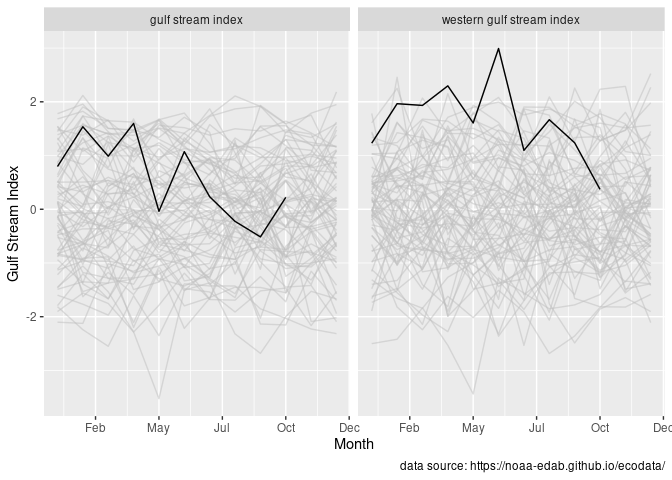 gulf stream index
western gulf stream index
Gulf Stream Index
2
0
-2
Feb May Jul Oct Dec
Feb May Jul Oct Dec
Month
data source: https://noaa-edab.github.io/ecodata/